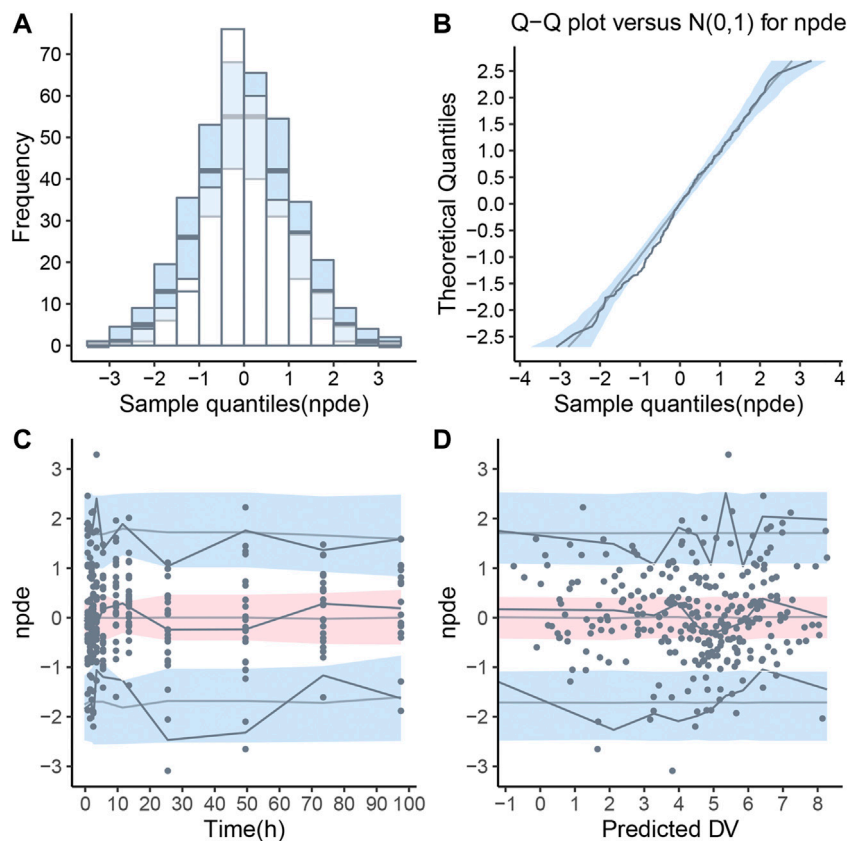 A
Frequency
70
60
50
40
30
20
10
0
−3 −2 −1 0 1 2 3
Sample quantiles(npde)
B
Q−Q plot versus N(0,1) for npde
Theoretical Quantiles
2.5
2.0
1.5
1.0
0.5
0.0
−0.5
−1.0
−1.5
−2.0
−2.5
−4 −3 −2 −1 0 1 2 3 4
Sample quantiles(npde)
C
npde
3
2
1
0
−1
−2
−3
0 10 20 30 40 50 60 70 80 90 100
Time(h)
D
npde
3
2
1
0
−1
−2
−3
−1 0 1 2 3 4 5 6 7 8
Predicted DV